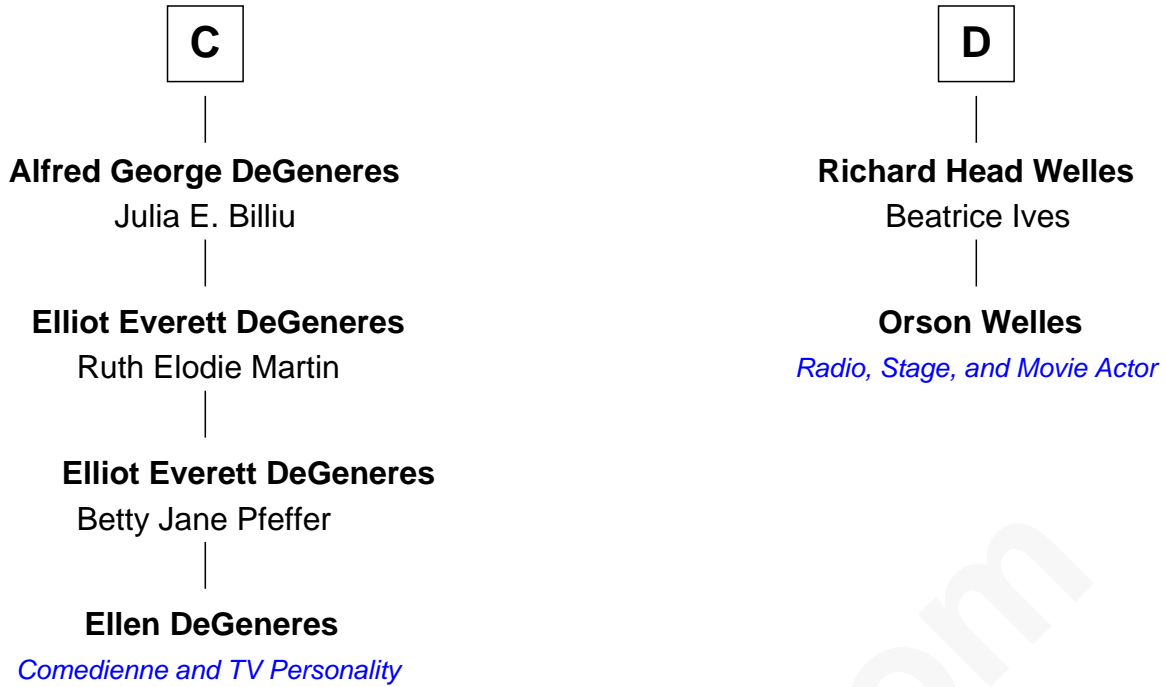 C
Alfred George DeGeneres
Julia E. Billiu
Elliot Everett DeGeneres
Ruth Elodie Martin
Elliot Everett DeGeneres
Betty Jane Pfeffer
Ellen DeGeneres
Comedienne and TV Personality
D
Richard Head Welles
Beatrice Ives
Orson Welles
Radio, Stage, and Movie Actor
om